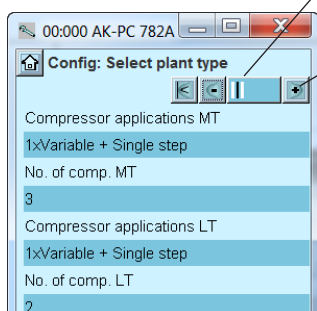 00:000 AK-PC 782A
Config: Select plant type
Compressor applications MT
1xVariable + Single step
No. of comp. MT
3
Compressor applications LT
1xVariable + Single step
No. of comp. LT
2